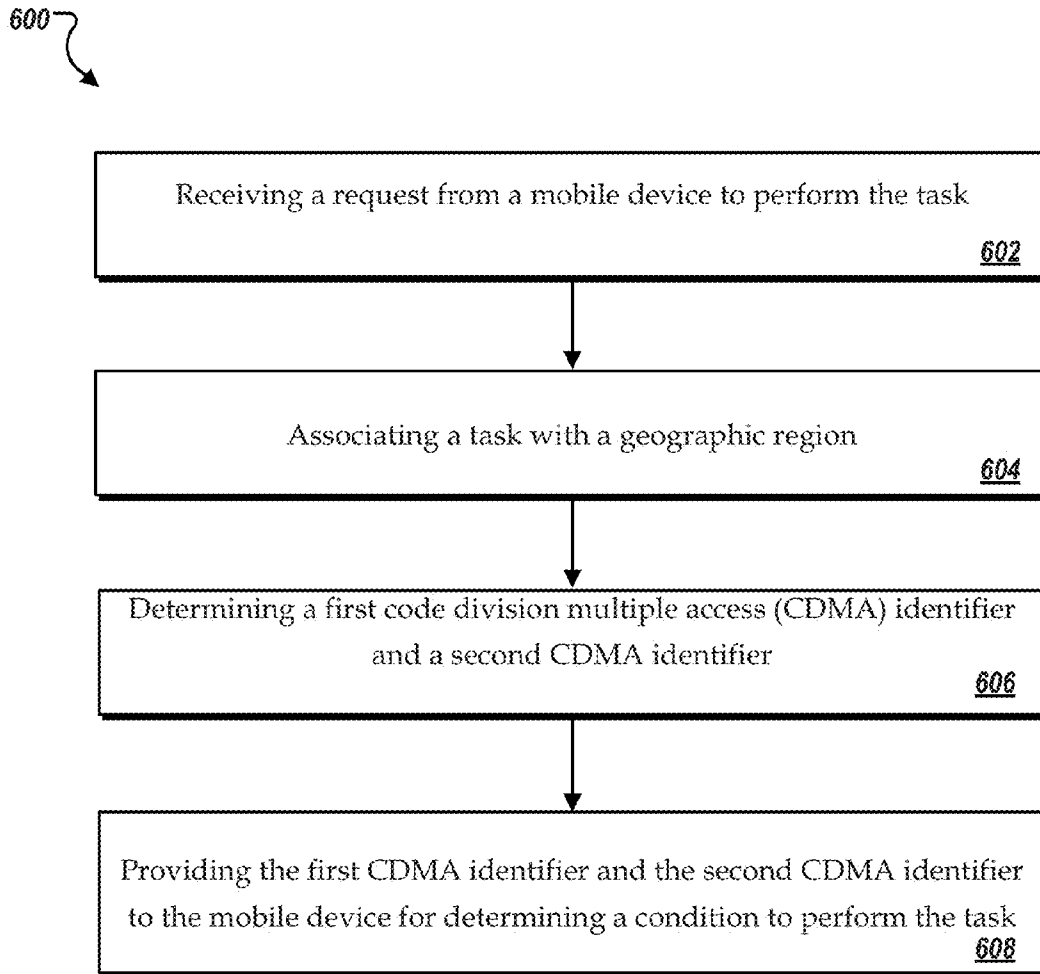 600
Receiving a request from a mobile device to perform the task
602
Associating a task with a geographic region
604
Determining a first code division multiple access (CDMA) identifier
and a second CDMA identifier
606
Providing the first CDMA identifier and the second CDMA identifier
to the mobile device for determining a condition to perform the task
608